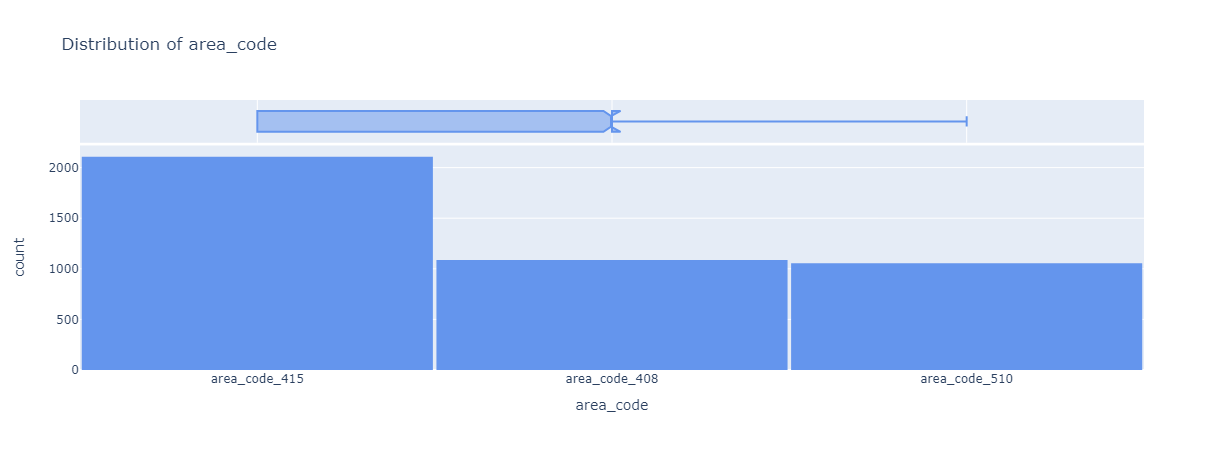 Distribution of area_code
2000
1500
1000
500
0
count
area_code_415 area_code_408 area_code_510
area_code